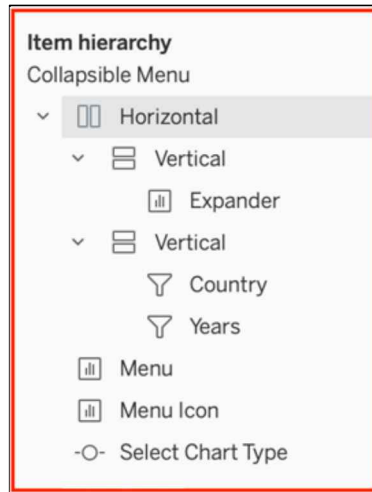 Item hierarchy
Collapsible Menu
Horizontal
Vertical
Expander
Vertical
Country
Years
Menu
Menu Icon
Select Chart Type